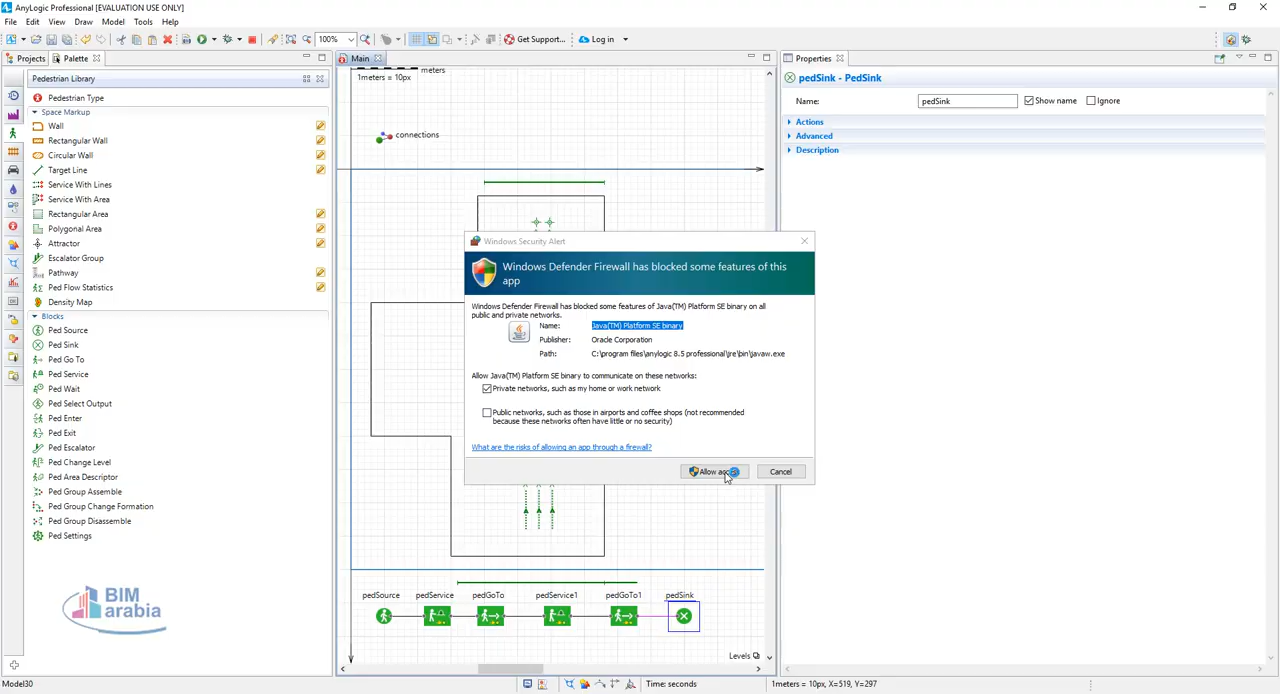 AnyLogic Professional [EVALUATION USE ONLY]
File Edit View Draw Model Tools Help
100% Get Support... Log in
Projects Palette
Pedestrian Library
Pedestrian Type
Space Markup
Wall
Rectangular Wall
Circular Wall
Target Line
Service With Lines
Service With Area
Rectangular Area
Polygonal Area
Attractor
Escalator Group
Pathway
Ped Flow Statistics
Density Map
Blocks
Ped Source
Ped Sink
Ped Go To
Ped Service
Ped Wait
Ped Select Output
Ped Enter
Ped Exit
Ped Escalator
Ped Change Level
Ped Area Descriptor
Ped Group Assemble
Ped Group Change Formation
Ped Group Disassemble
Ped Settings
BIM
arabia
Main
meters
1meters = 10px
connections
Windows Security Alert
Windows Defender Firewall has blocked some features of this
app
Windows Defender Firewall has blocked some features of Java(TM) Platform SE binary on all
public and private networks.
Name: Java(TM) Platform SE binary
Publisher: Oracle Corporation
Path: C:\program files\anylogic 8.5 professional\jre\bin\javaw.exe
Allow Java(TM) Platform SE binary to communicate on these networks:
Private networks, such as my home or work network
Public networks, such as those in airports and coffee shops (not recommended
because these networks often have little or no security)
What are the risks of allowing an app through a firewall?
Allow Cancel
pedSource pedService pedGoTo pedService1 pedGoTo1 pedSink
Levels
Properties
pedSink - PedSink
Name: pedSink Show name Ignore
Actions
Advanced
Description
Model30 Time: seconds 1meters = 10px, X=519, Y=297